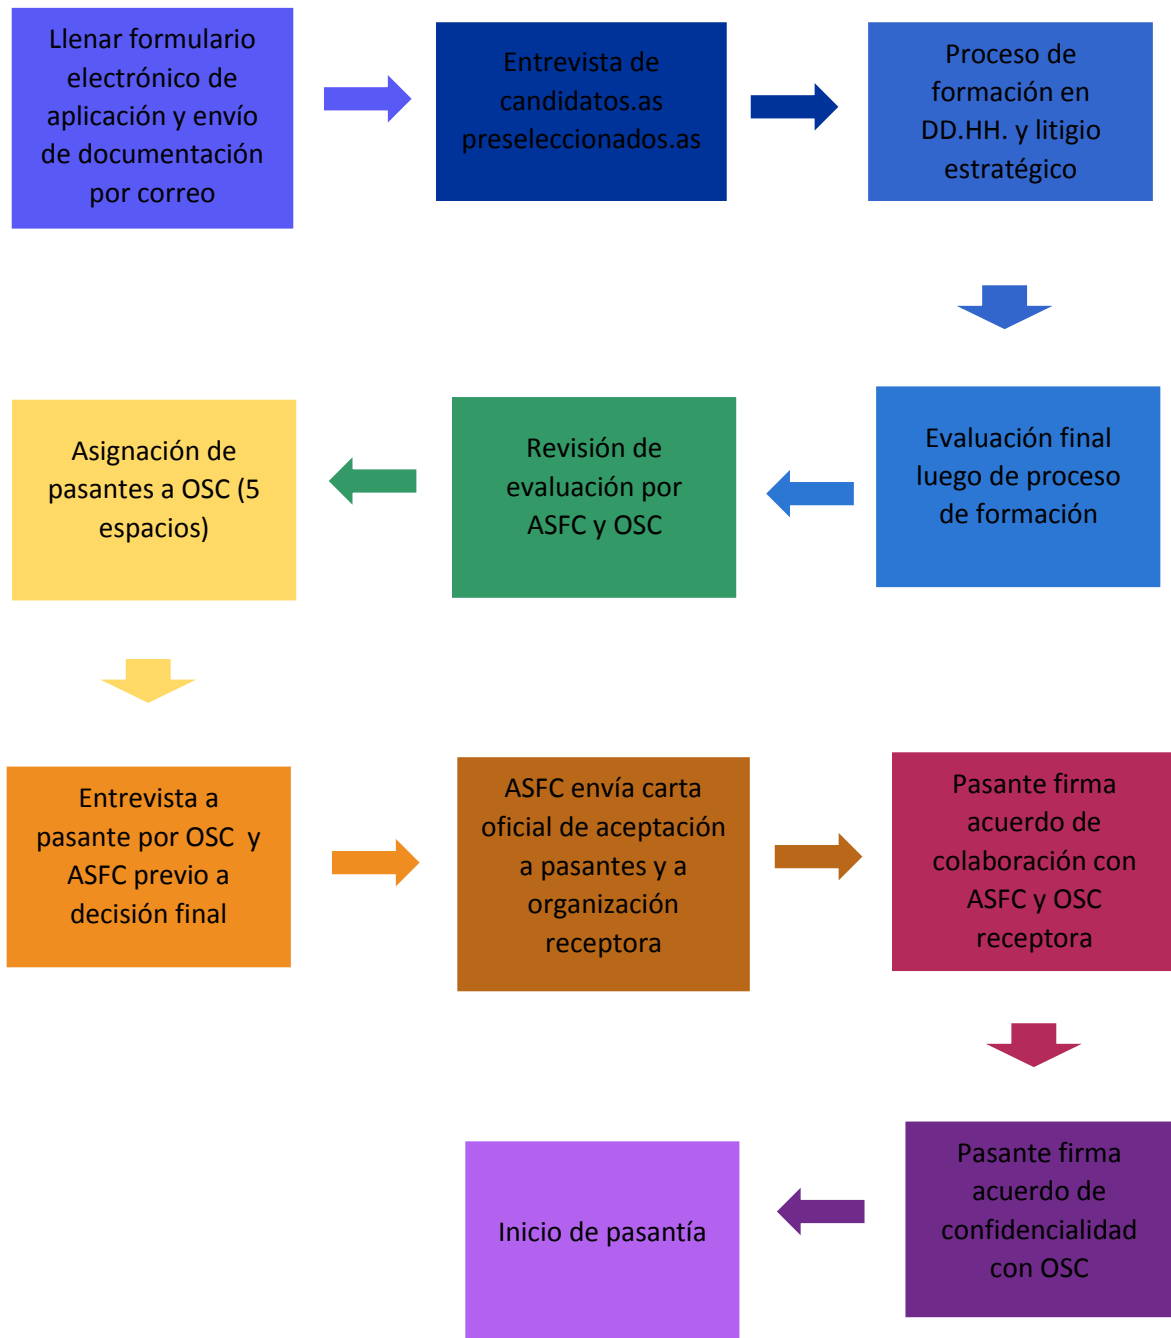 Llenar formulario
electrónico de
aplicación y envío
de documentación
por correo
Entrevista de
candidatos.as
preseleccionados.as
Proceso de
formación en
DD.HH. y litigio
estratégico
Evaluación final
luego de proceso
de formación
Revisión de
evaluación por
ASFC y OSC
Asignación de
pasantes a OSC (5
espacios)
Entrevista a
pasante por OSC y
ASFC previo a
decisión final
ASFC envía carta
oficial de aceptación
a pasantes y a
organización
receptora
Pasante firma
acuerdo de
colaboración con
ASFC y OSC
receptora
Pasante firma
acuerdo de
confidencialidad
con OSC
Inicio de pasantía